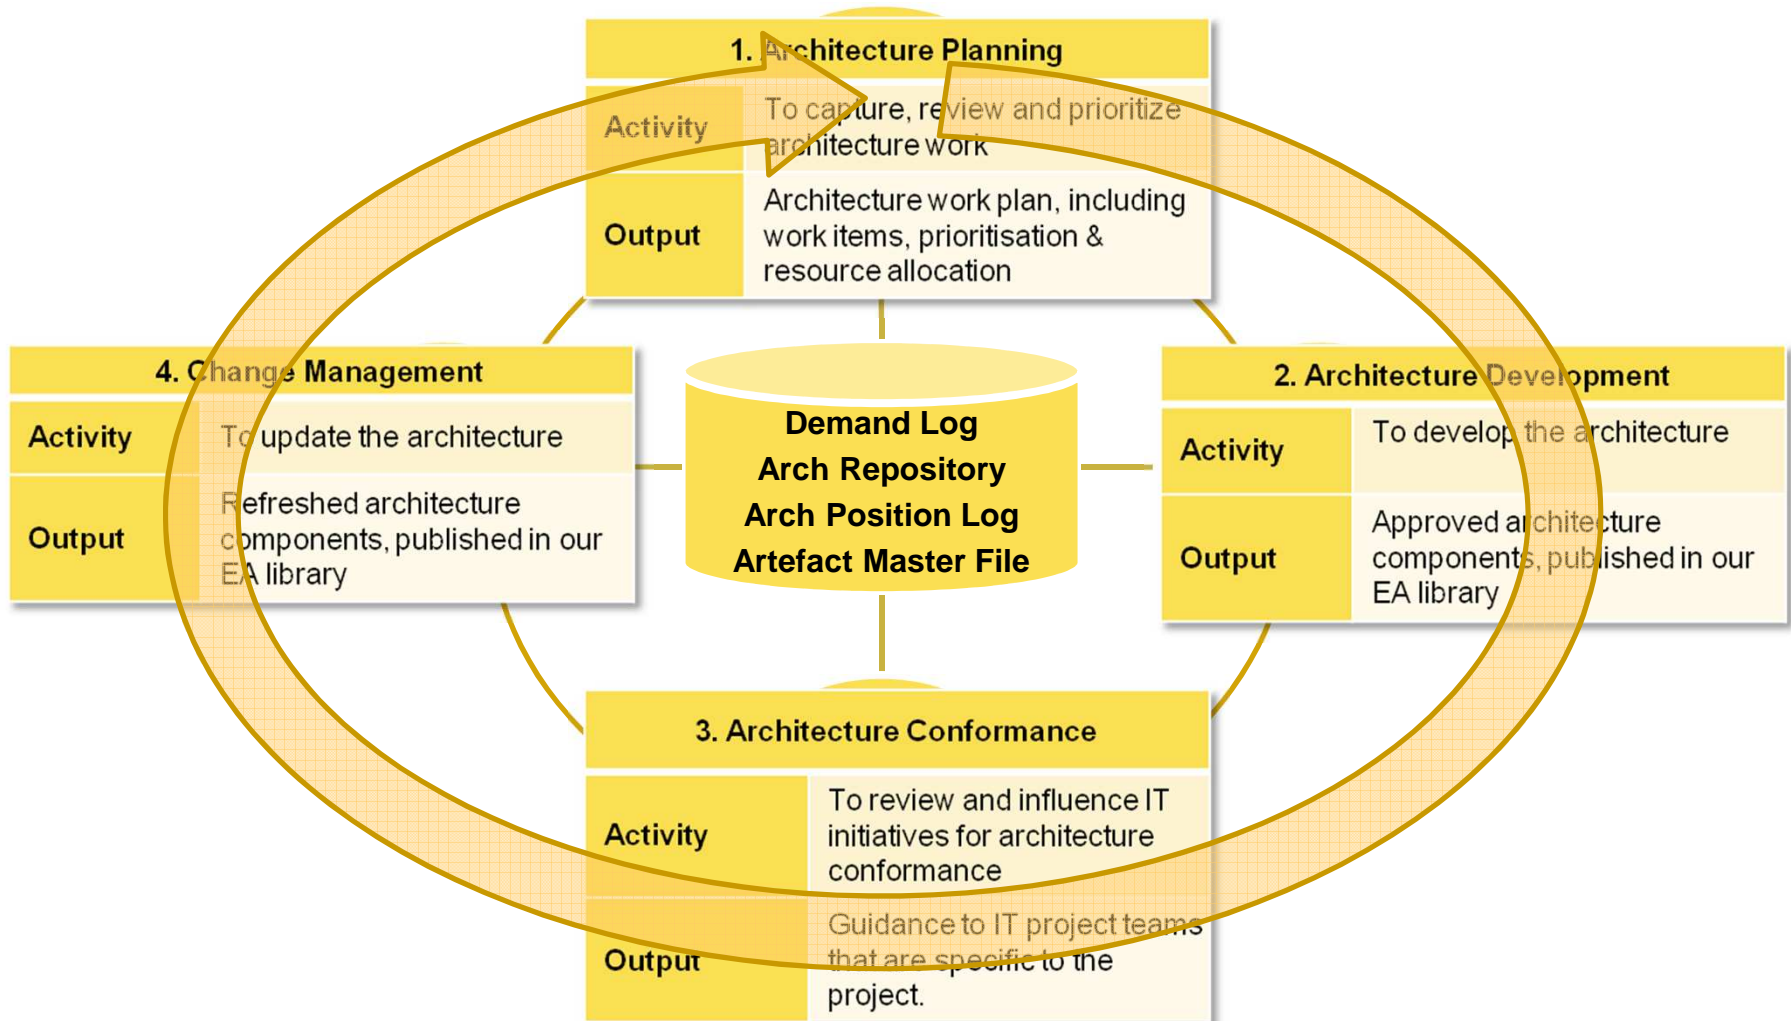 1. Architecture Planning
Activity
To capture, review and prioritize
architecture work
Output
Architecture work plan, including
work items, prioritisation &
resource allocation
4. Change Management
Activity
To update the architecture
Output
Refreshed architecture
components, published in our
EA library
Demand Log
Arch Repository
Arch Position Log
Artefact Master File
2. Architecture Development
Activity
To develop the architecture
Output
Approved architecture
components, published in our
EA library
3. Architecture Conformance
Activity
To review and influence IT
initiatives for architecture
conformance
Output
Guidance to IT project teams
that are specific to the
project.